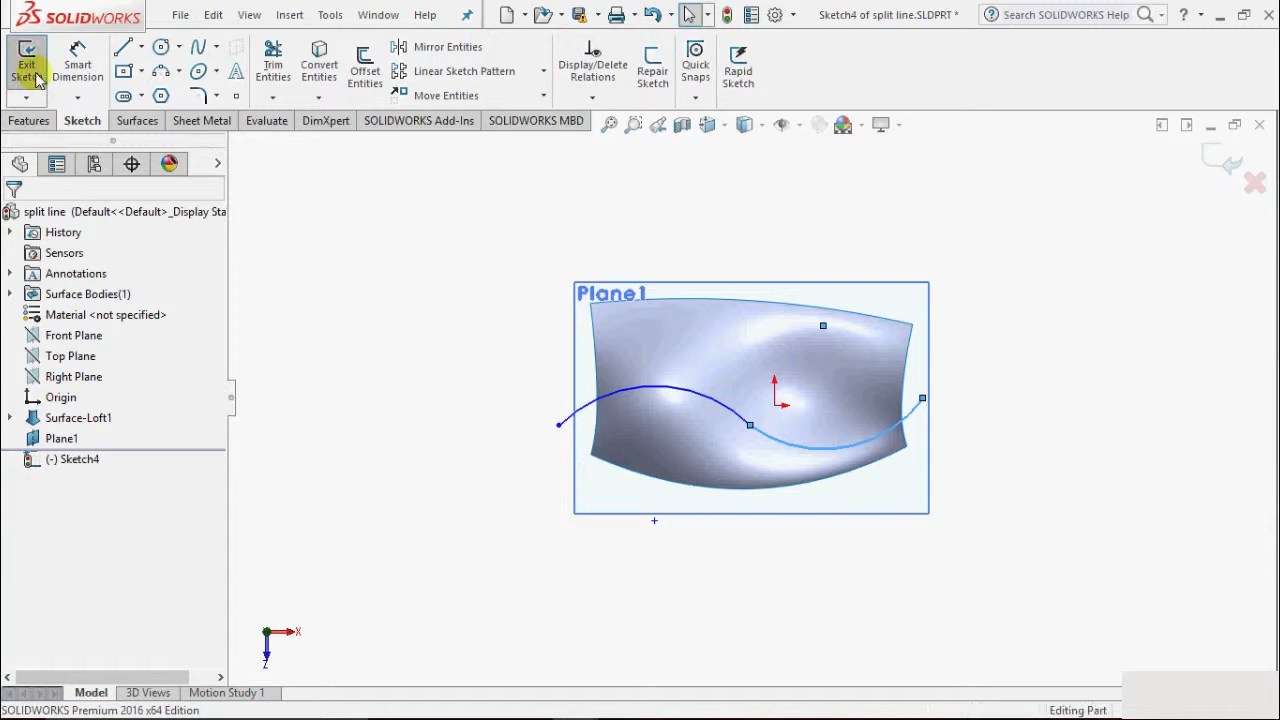 SOLIDWORKS File Edit View Insert Tools Window Help Sketch4 of split line.SLDPRT * Search SOLIDWORKS Help ?
Exit Sketch
Smart Dimension
Trim Entities
Convert Entities
Offset Entities
Mirror Entities
Linear Sketch Pattern
Move Entities
Display/Delete Relations
Repair Sketch
Quick Snaps
Rapid Sketch
Features Sketch Surfaces Sheet Metal Evaluate DimXpert SOLIDWORKS Add-Ins SOLIDWORKS MBD
split line (Default<<Default>_Display Sta
History
Sensors
Annotations
Surface Bodies(1)
Material <not specified>
Front Plane
Top Plane
Right Plane
Origin
Surface-Loft1
Plane1
(-) Sketch4
Plane1
X
Z
Model 3D Views Motion Study 1
SOLIDWORKS Premium 2016 x64 Edition Editing Part